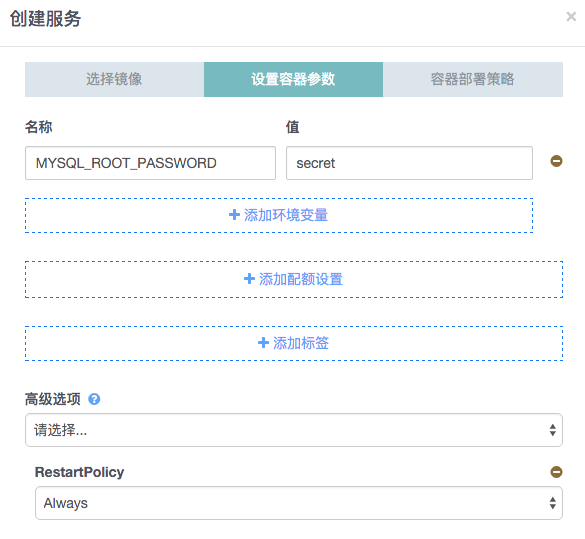 创建服务
×
选择镜像 设置容器参数 容器部署策略
名称 值
MYSQL_ROOT_PASSWORD secret
+ 添加环境变量
+ 添加配额设置
+ 添加标签
高级选项 ?
请选择...
RestartPolicy
Always